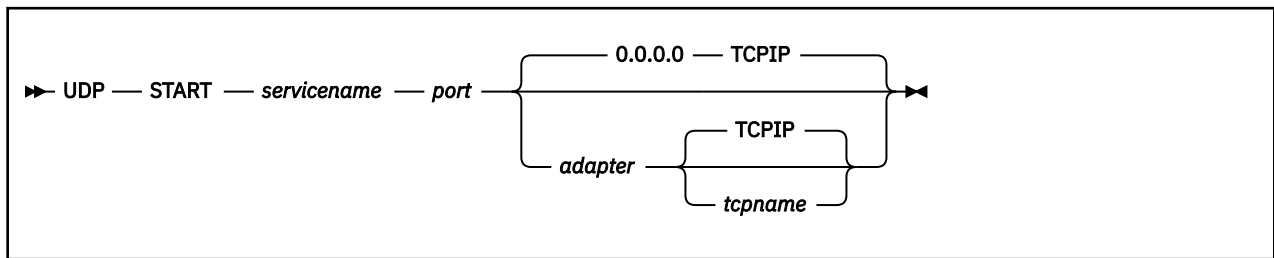 0.0.0.0 TCPIP
UDP START servicename port
TCPIP
adapter
tcpname